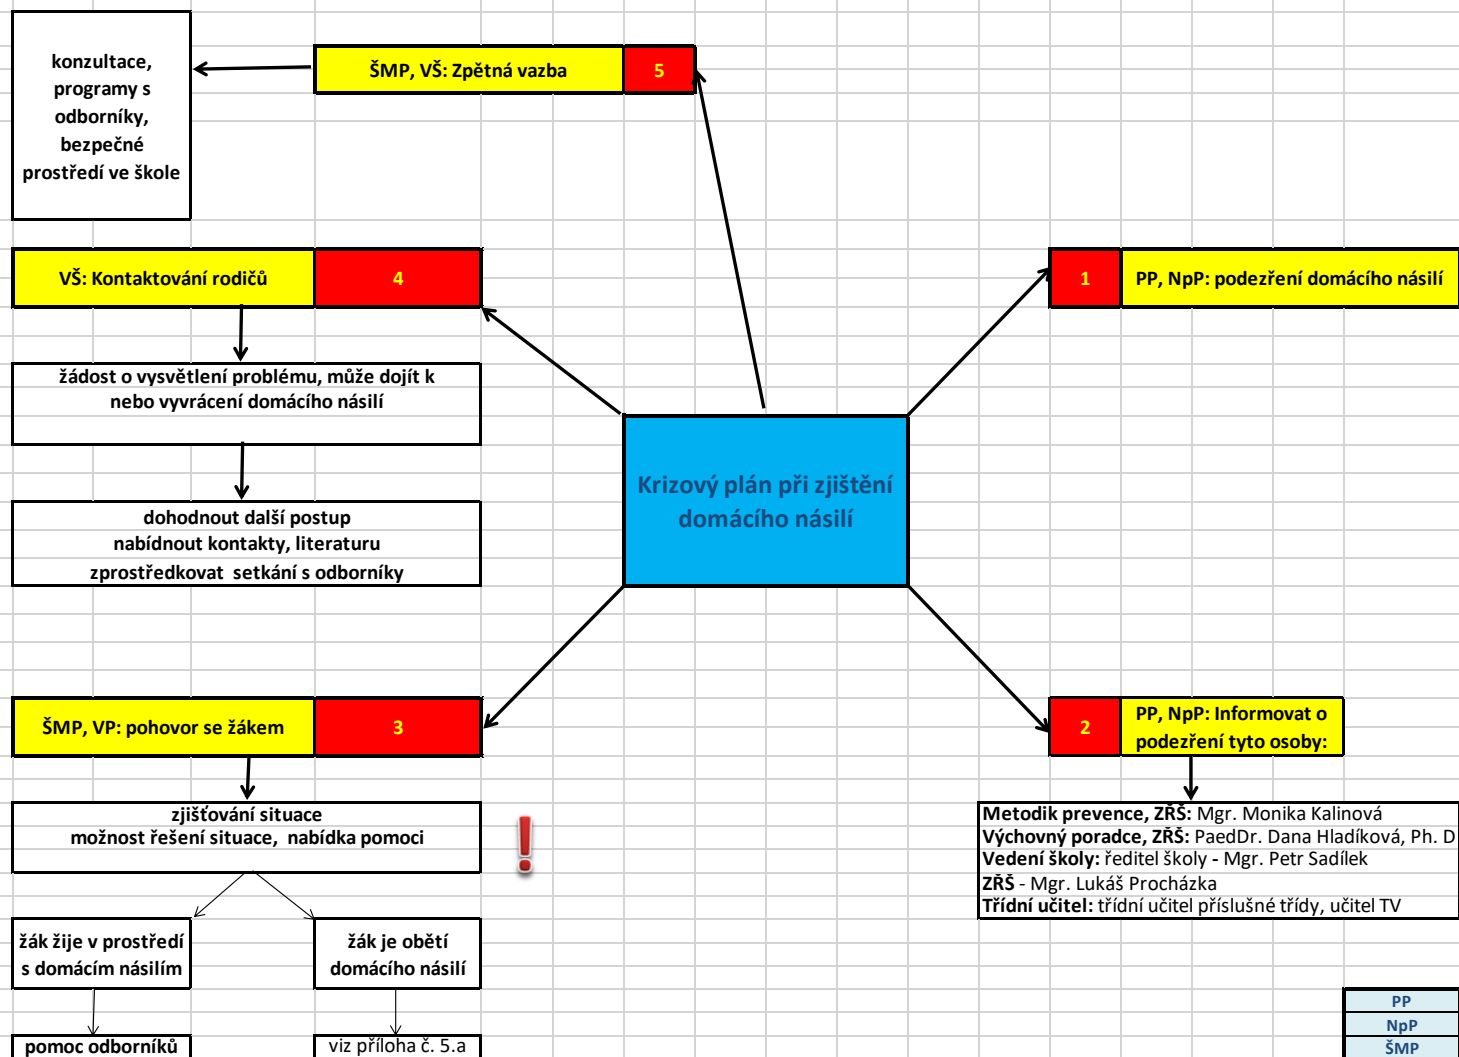 konzultace,
programy s
odborníky,
bezpečné
prostředí ve škole
ŠMP, VŠ: Zpětná vazba 5
VŠ: Kontaktování rodičů 4
1 PP, NpP: podezření domácího násilí
žádost o vysvětlení problému, může dojít k
nebo vyvrácení domácího násilí
Krizový plán při zjištění
domácího násilí
dohodnout další postup
nabídnout kontakty, literaturu
zprostředkovat setkání s odborníky
ŠMP, VP: pohovor se žákem 3
2 PP, NpP: Informovat o
podezření tyto osoby:
zjišťování situace
možnost řešení situace, nabídka pomoci
Metodik prevence, ZŘŠ: Mgr. Monika Kalinová
Výchovný poradce, ZŘŠ: PaedDr. Dana Hladíková, Ph. D
Vedení školy: ředitel školy - Mgr. Petr Sadílek
ZŘŠ - Mgr. Lukáš Procházka
Třídní učitel: třídní učitel příslušné třídy, učitel TV
žák žije v prostředí
s domácím násilím
žák je obětí
domácího násilí
pomoc odborníků
viz příloha č. 5.a
PP
NpP
ŠMP